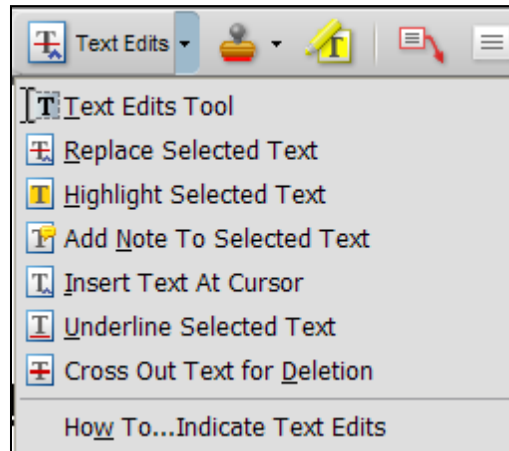 Text Edits
Text Edits Tool
Replace Selected Text
Highlight Selected Text
Add Note To Selected Text
Insert Text At Cursor
Underline Selected Text
Cross Out Text for Deletion
How To...Indicate Text Edits